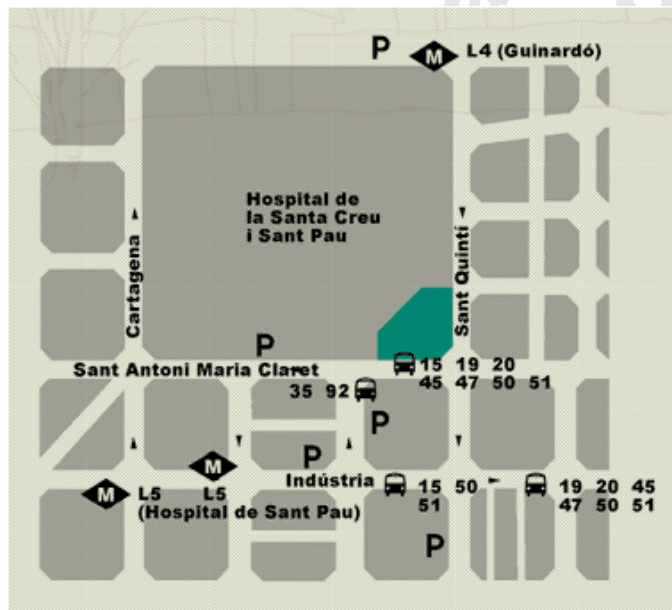 P
M L4 (Guinardó)
Hospital de
la Santa Creu
i Sant Pau
Cartagena
Sant Quintí
P
Sant Antoni Maria Claret
15 19 20
45 47 50 51
35 92
P
M
P
Indústria
15 50
51
19 20 45
47 50 51
M L5 L5
(Hospital de Sant Pau)
P